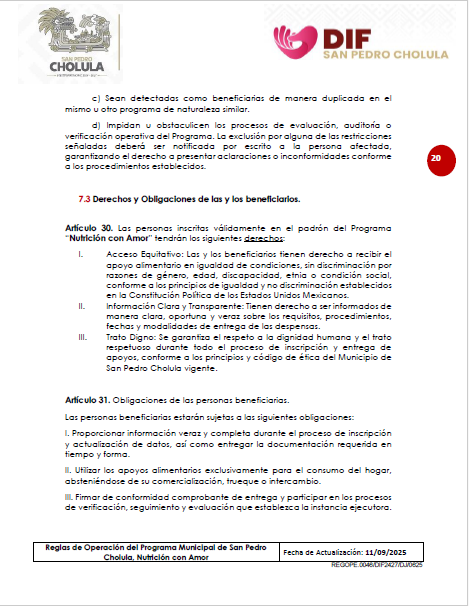 SAN PEDRO
CHOLULA
DIF
SAN PEDRO CHOLULA
c) Sean detectadas como beneficiarias de manera duplicada en el
mismo u otro programa de naturaleza similar.
d) Impidan u obstaculicen los procesos de evaluación, auditoría o
verificación operativa del Programa. La exclusión por alguna de las restricciones
señaladas deberá ser notificada por escrito a la persona afectada,
garantizando el derecho a presentar aclaraciones o inconformidades conforme
a los procedimientos establecidos.
20
7.3 Derechos y Obligaciones de las y los beneficiarios.
Artículo 30. Las personas inscritas válidamente en el padrón del Programa
“Nutrición con Amor” tendrán los siguientes derechos:
I. Acceso Equitativo: Las y los beneficiarios tienen derecho a recibir el
apoyo alimentario en igualdad de condiciones, sin discriminación por
razones de género, edad, discapacidad, etnia o condición social,
conforme a los principios de igualdad y no discriminación establecidos
en la Constitución Política de los Estados Unidos Mexicanos.
II. Información Clara y Transparente: Tienen derecho a ser informados de
manera clara, oportuna y veraz sobre los requisitos, procedimientos,
fechas y modalidades de entrega de las despensas.
III. Trato Digno: Se garantiza el respeto a la dignidad humana y el trato
respetuoso durante todo el proceso de inscripción y entrega de
apoyos, conforme a los principios y código de ética del Municipio de
San Pedro Cholula vigente.
Artículo 31. Obligaciones de las personas beneficiarias.
Las personas beneficiarias estarán sujetas a las siguientes obligaciones:
I. Proporcionar información veraz y completa durante el proceso de inscripción
y actualización de datos, así como entregar la documentación requerida en
tiempo y forma.
II. Utilizar los apoyos alimentarios exclusivamente para el consumo del hogar,
absteniéndose de su comercialización, trueque o intercambio.
III. Firmar de conformidad comprobante de entrega y participar en los procesos
de verificación, seguimiento y evaluación que establezca la instancia ejecutora.
Reglas de Operación del Programa Municipal de San Pedro
Cholula, Nutrición con Amor
Fecha de Actualización: 11/09/2025
REGOPE.0046/DIF2427/DJ/0625